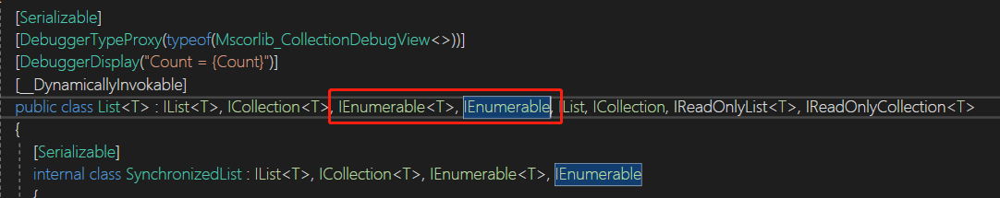 [Serializable]
[DebuggerTypeProxy(typeof(Mscorlib_CollectionDebugView<>))]
[DebuggerDisplay("Count = {Count}")]
[__DynamicallyInvokable]
public class List<T> : IList<T>, ICollection<T>, IEnumerable<T>, IEnumerable, IList, ICollection, IReadOnlyList<T>, IReadOnlyCollection<T>
{
[Serializable]
internal class SynchronizedList : IList<T>, ICollection<T>, IEnumerable<T>, IEnumerable
{